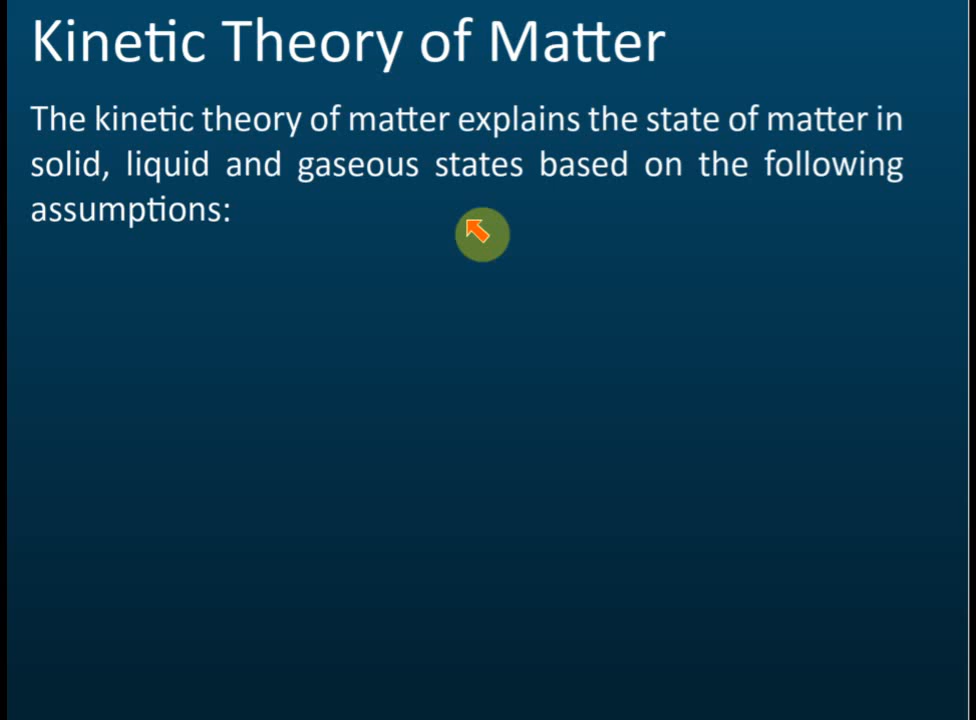 Kinetic Theory of Matter
The kinetic theory of matter explains the state of matter in
solid, liquid and gaseous states based on the following
assumptions: